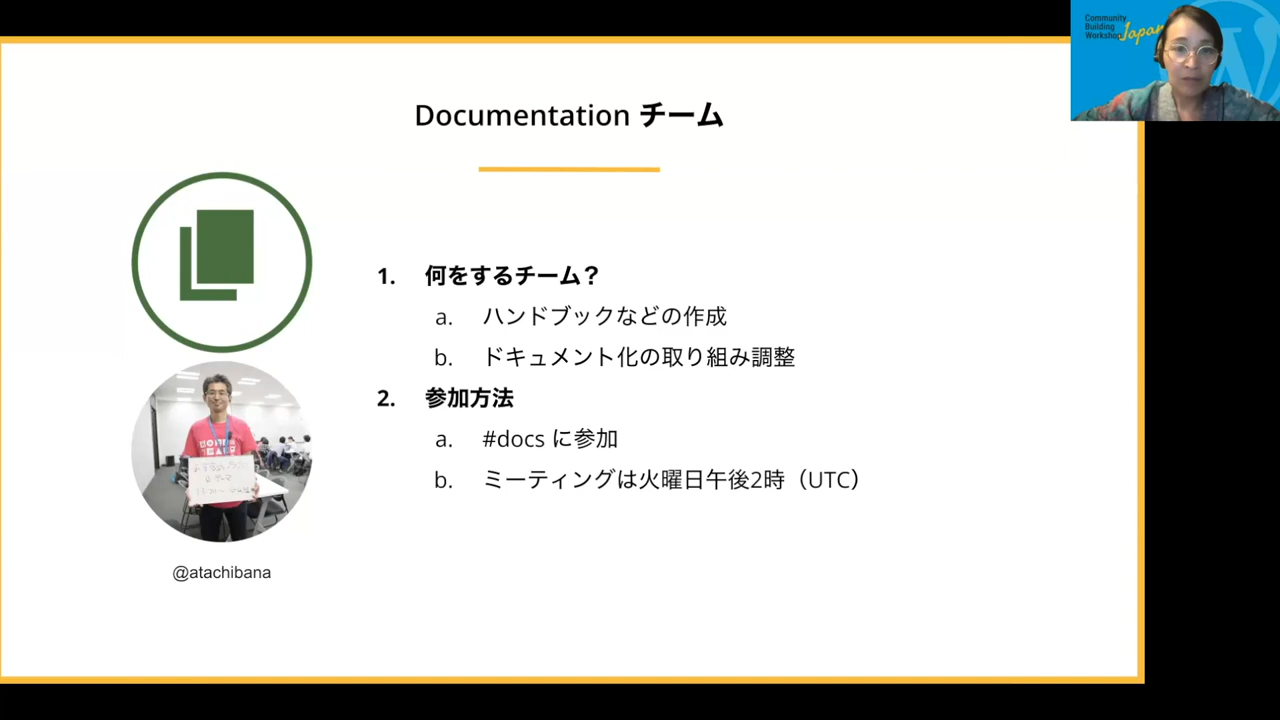 Community
Building
Workshop
Japan
Documentation チーム
1. 何をするチーム？
a. ハンドブックなどの作成
b. ドキュメント化の取り組み調整
2. 参加方法
a. #docs に参加
b. ミーティングは火曜日午後2時（UTC）
@atachibana